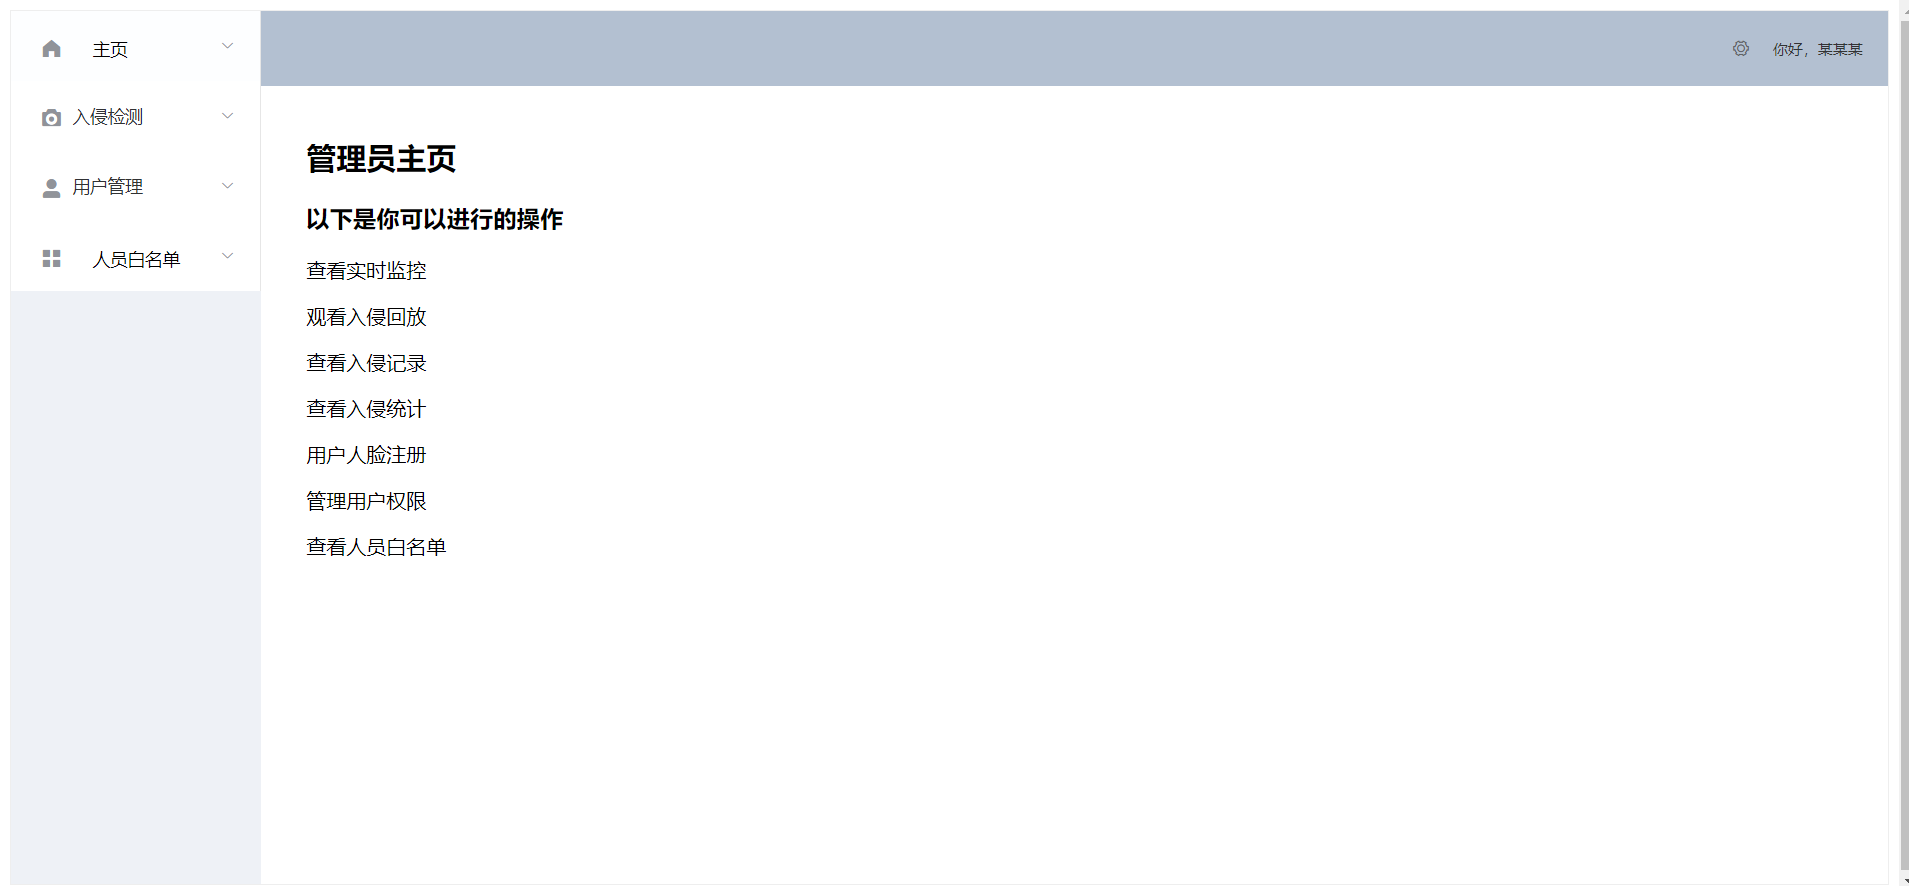 主页
入侵检测
用户管理
人员白名单
你好，某某某
管理员主页
以下是你可以进行的操作
查看实时监控
观看入侵回放
查看入侵记录
查看入侵统计
用户人脸注册
管理用户权限
查看人员白名单